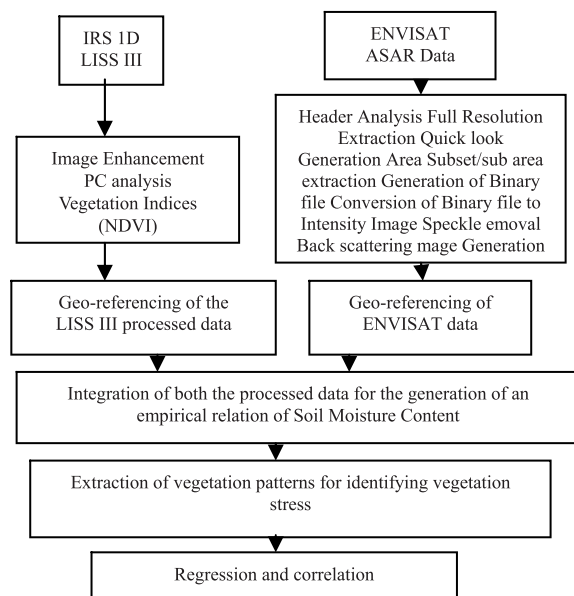 IRS 1D
LISS III
ENVISAT
ASAR Data
Image Enhancement
PC analysis
Vegetation Indices
(NDVI)
Header Analysis Full Resolution
Extraction Quick look
Generation Area Subset/sub area
extraction Generation of Binary
file Conversion of Binary file to
Intensity Image Speckle emoval
Back scattering mage Generation
Geo-referencing of the
LISS III processed data
Geo-referencing of
ENVISAT data
Integration of both the processed data for the generation of an
empirical relation of Soil Moisture Content
Extraction of vegetation patterns for identifying vegetation
stress
Regression and correlation